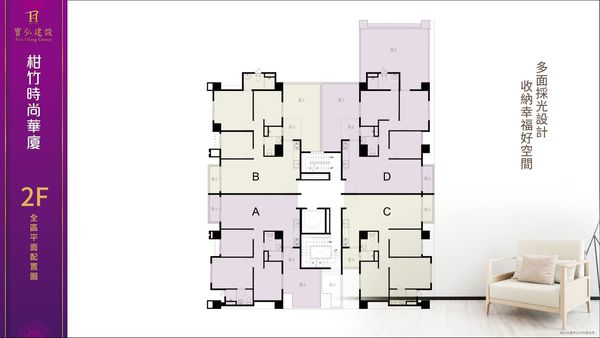 寶弘建設
Pao Hung Group
柑竹時尚華廈
2F
全區平面配置圖
多面採光設計
收納幸福好空間
B
D
A
C